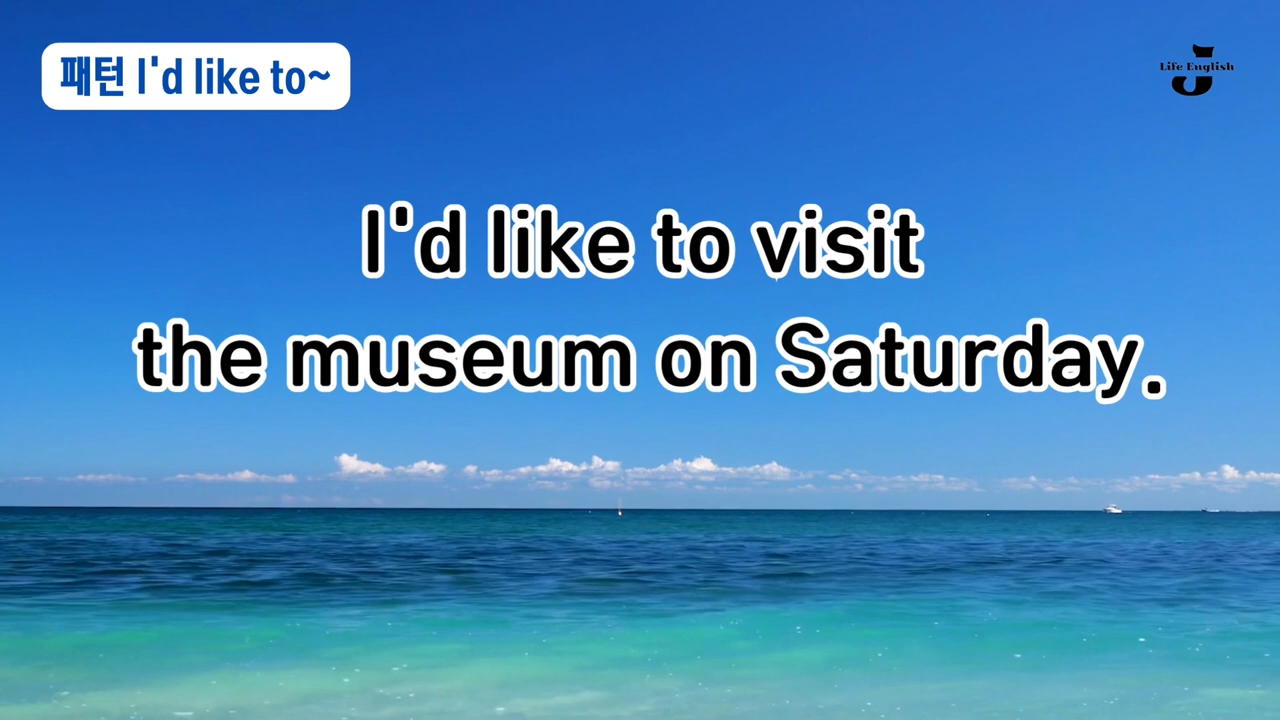 패턴 I'd like to~
Life English
J
I'd like to visit
the museum on Saturday.